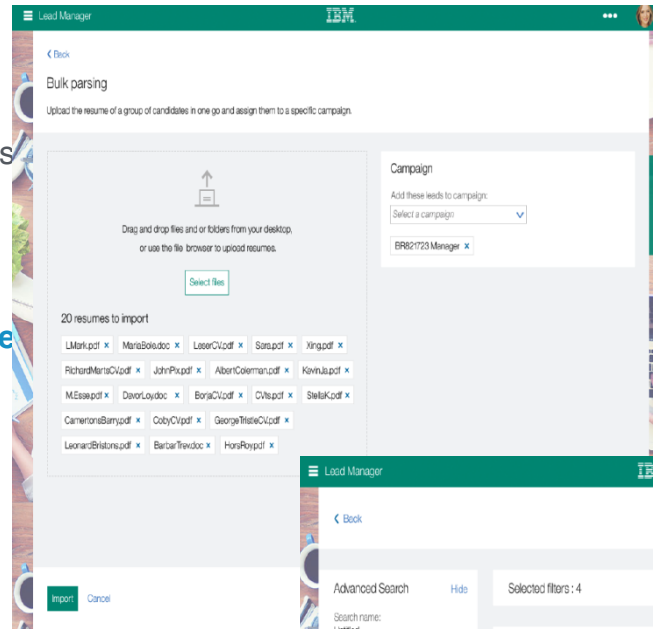 Lead Manager
IBM
< Back
Bulk parsing
Upload the resume of a group of candidates in one go and assign them to a specific campaign.
s
Drag and drop files and or folders from your desktop,
or use the file browser to upload resumes.
Select files
20 resumes to import
LMark.pdf x MariaBole.doc x LeserCV.pdf x Sara.pdf x Xing.pdf x
RichardMartsCV.pdf x JohnPix.pdf x AlbertColerman.pdf x KevinJa.pdf x
M.Esse.pdf x DavorLoy.doc x BorjaCV.pdf x CVts.pdf x StellaK.pdf x
CamertonsBarry.pdf x CobyCV.pdf x GeorgeTristleCV.pdf x
LeonardBristons.pdf x BarbarTrev.doc x HorsRoy.pdf x
Campaign
Add these leads to campaign:
Select a campaign
BR821723 Manager x
e
Import Cancel
Lead Manager
< Back
Advanced Search Hide
Selected filters : 4
Search name: